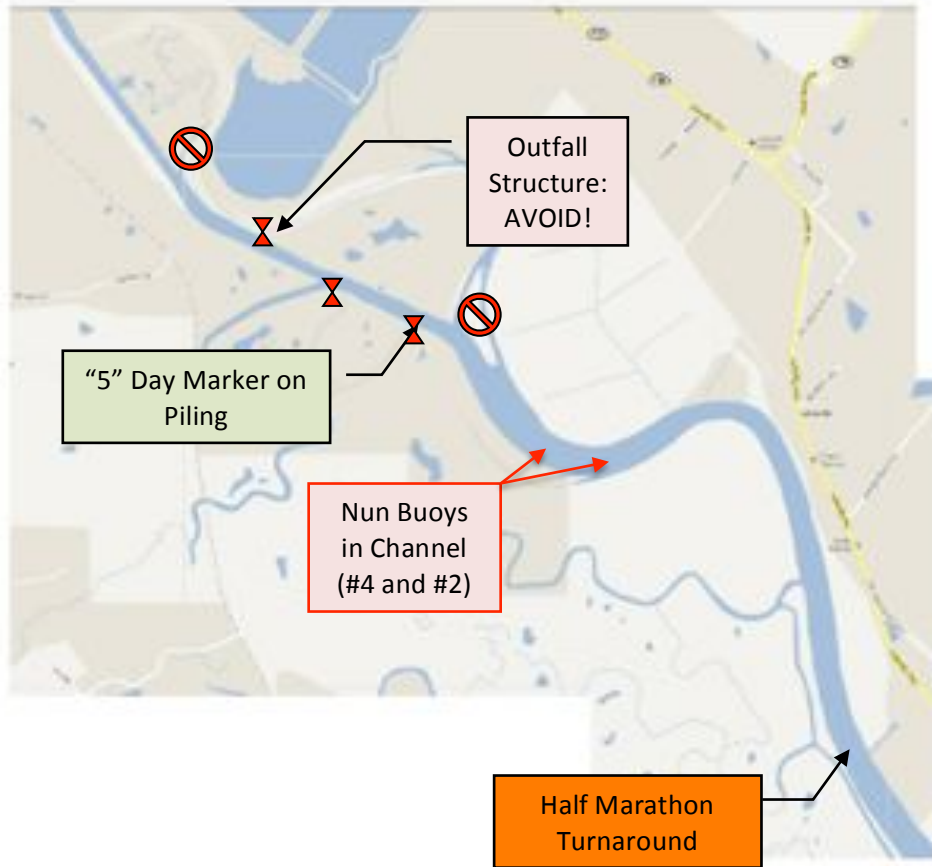 Outfall
Structure:
AVOID!
“5” Day Marker on
Piling
Nun Buoys
in Channel
(#4 and #2)
Half Marathon
Turnaround